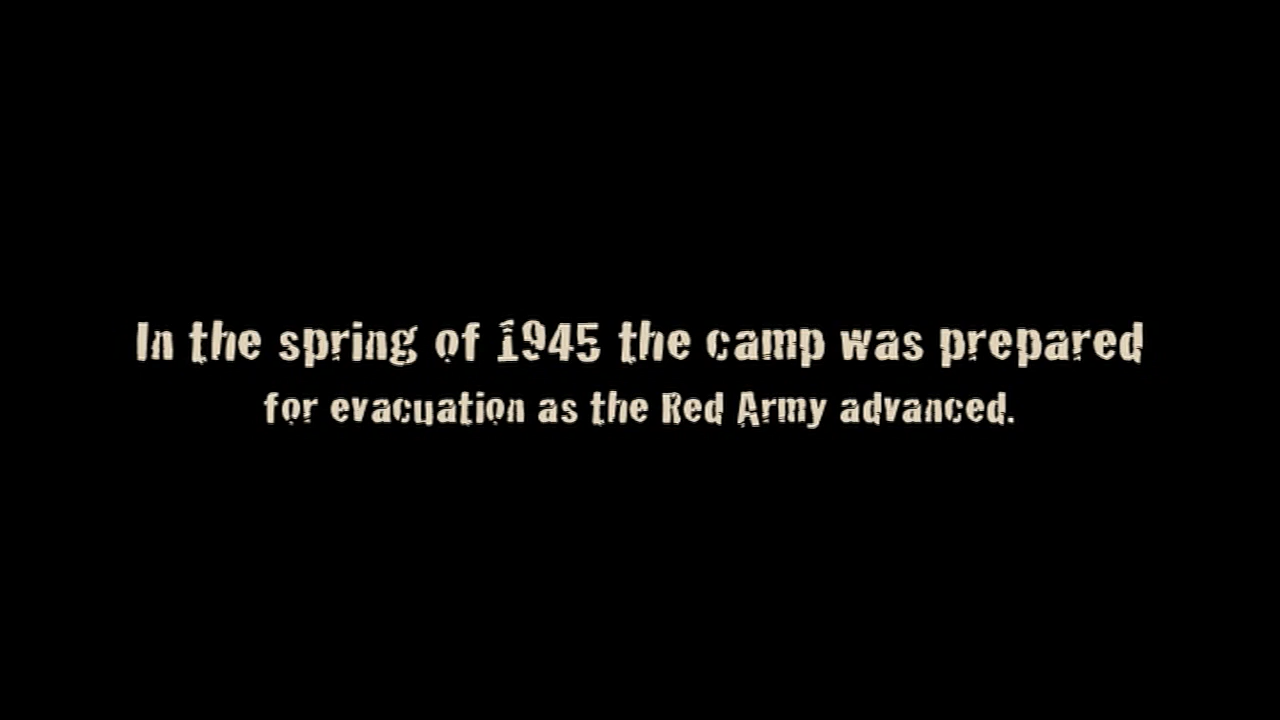 In the spring of 1945 the camp was prepared
for evacuation as the Red Army advanced.